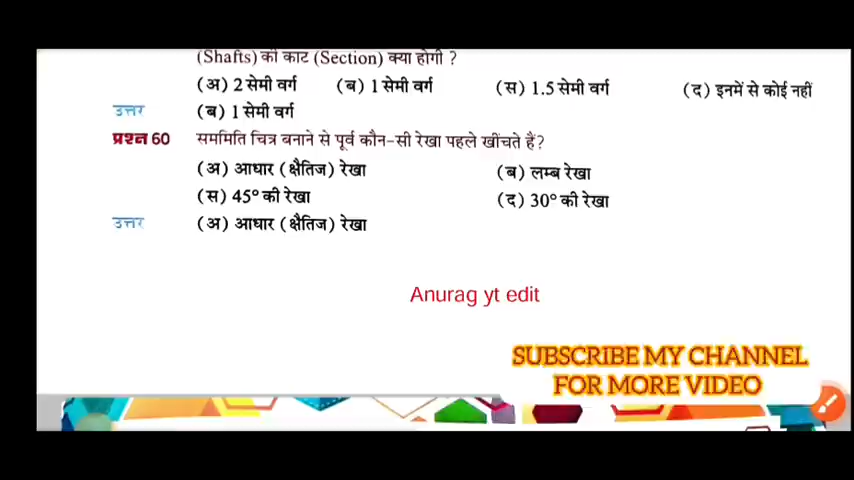 (Shafts) की काट (Section) क्या होगी ?
(अ) 2 सेमी वर्ग (ब) 1 सेमी वर्ग (स) 1.5 सेमी वर्ग (द) इनमें से कोई नहीं
उत्तर (ब) 1 सेमी वर्ग
प्रश्न 60 सममिति चित्र बनाने से पूर्व कौन-सी रेखा पहले खींचते हैं?
(अ) आधार (क्षैतिज) रेखा (ब) लम्ब रेखा
(स) 45° की रेखा (द) 30° की रेखा
उत्तर (अ) आधार (क्षैतिज) रेखा
Anurag yt edit
SUBSCRIBE MY CHANNEL
FOR MORE VIDEO